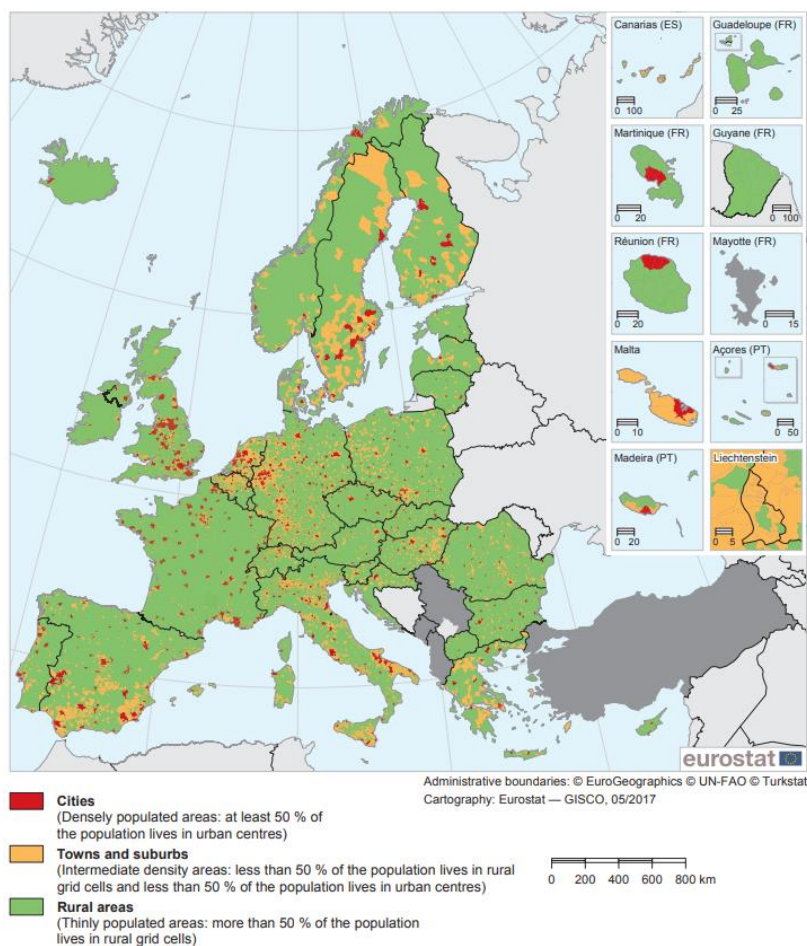 Canarias (ES)
0 100
Guadeloupe (FR)
0 25
Martinique (FR)
0 20
Guyane (FR)
0 100
Réunion (FR)
0 20
Mayotte (FR)
0 15
Malta
0 10
Açores (PT)
0 50
Madeira (PT)
0 20
Liechtenstein
0 5
eurostat
Administrative boundaries: © EuroGeographics © UN-FAO © Turkstat
Cartography: Eurostat — GISCO, 05/2017
Cities
(Densely populated areas: at least 50 % of
the population lives in urban centres)
Towns and suburbs
(Intermediate density areas: less than 50 % of the population lives in rural
grid cells and less than 50 % of the population lives in urban centres)
0 200 400 600 800 km
Rural areas
(Thinly populated areas: more than 50 % of the population
lives in rural grid cells)